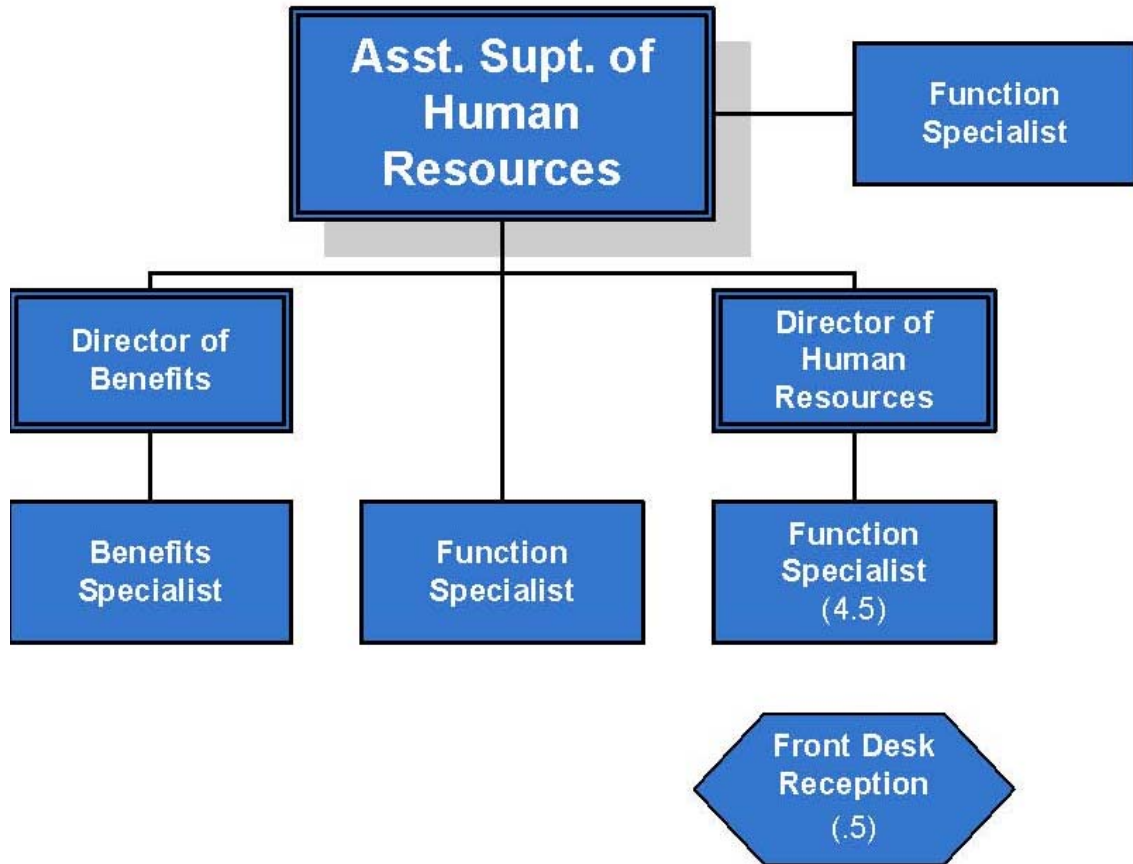 Asst. Supt. of
Human
Resources
Function
Specialist
Director of
Benefits
Director of
Human
Resources
Benefits
Specialist
Function
Specialist
Function
Specialist
(4.5)
Front Desk
Reception
(.5)